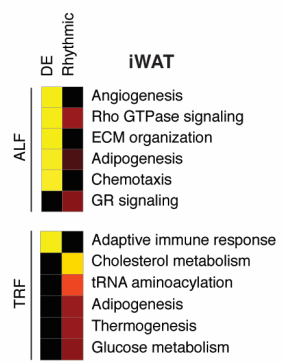 DE
Rhythmic
iWAT
ALF
Angiogenesis
Rho GTPase signaling
ECM organization
Adipogenesis
Chemotaxis
GR signaling
TRF
Adaptive immune response
Cholesterol metabolism
tRNA aminoacylation
Adipogenesis
Thermogenesis
Glucose metabolism